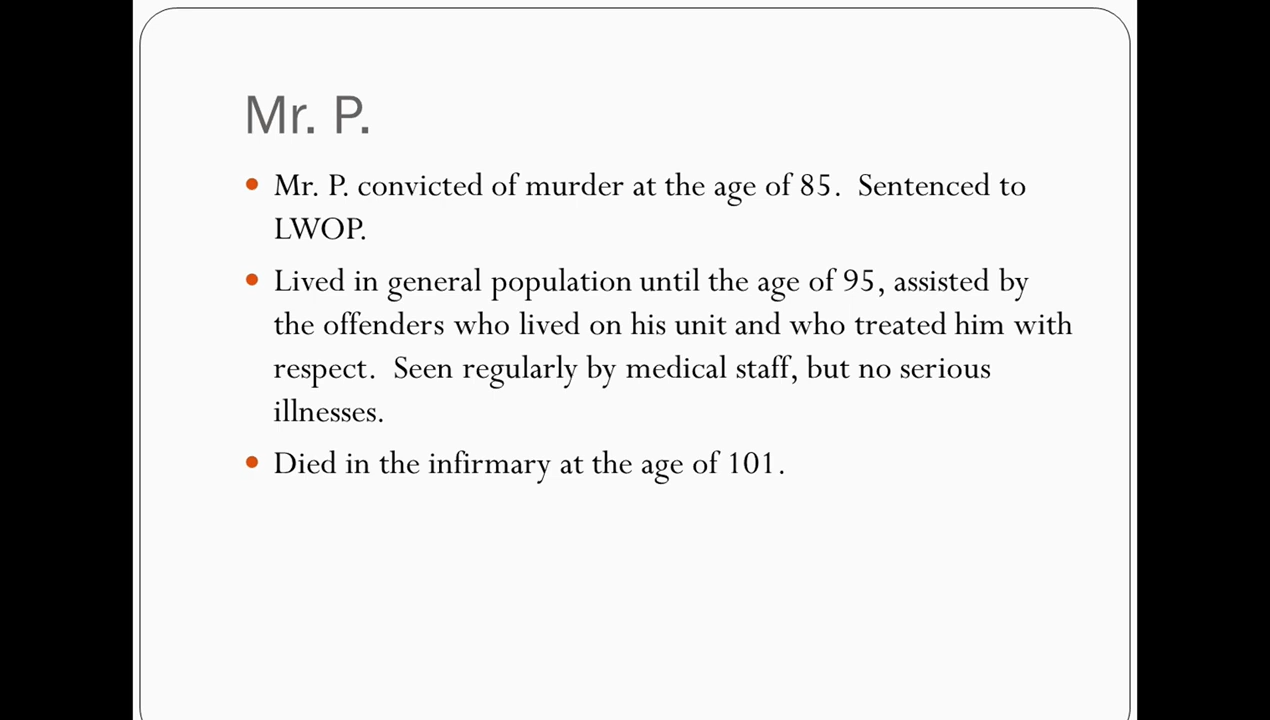 Mr. P.
Mr. P. convicted of murder at the age of 85.  Sentenced to
LWOP.
Lived in general population until the age of 95, assisted by
the offenders who lived on his unit and who treated him with
respect.  Seen regularly by medical staff, but no serious
illnesses.
Died in the infirmary at the age of 101.